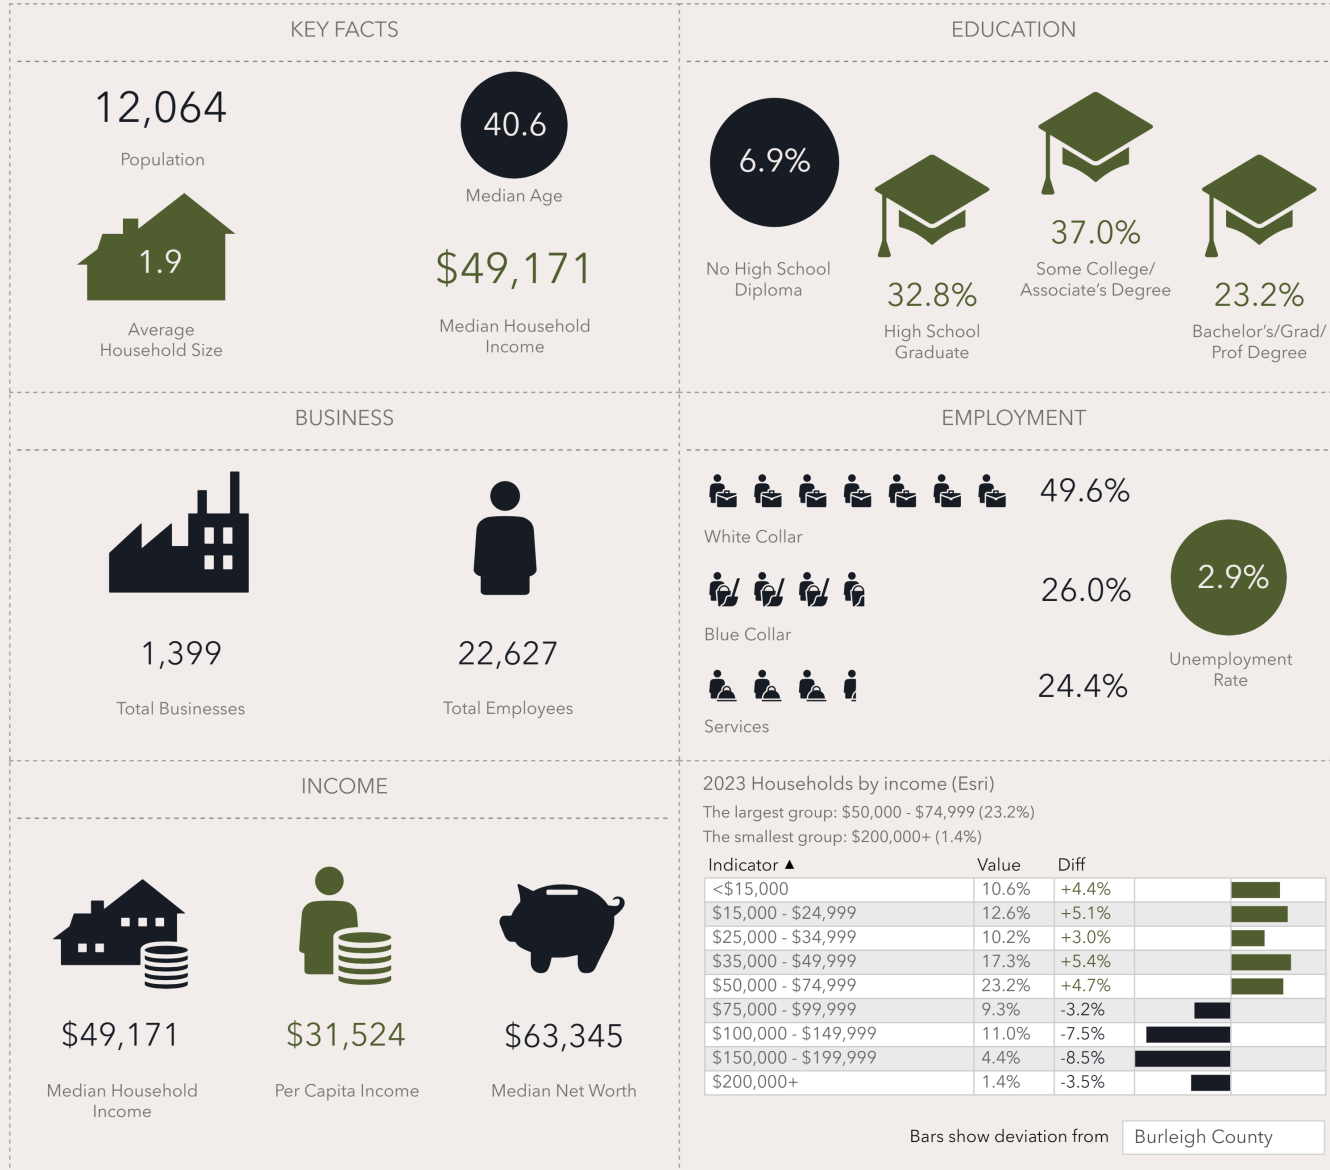 KEY FACTS
12,064
Population
40.6
Median Age
1.9
Average
Household Size
$49,171
Median Household
Income
EDUCATION
6.9%
No High School
Diploma
32.8%
High School
Graduate
37.0%
Some College/
Associate's Degree
23.2%
Bachelor's/Grad/
Prof Degree
BUSINESS
1,399
Total Businesses
22,627
Total Employees
EMPLOYMENT
49.6%
White Collar
26.0%
Blue Collar
24.4%
Services
2.9%
Unemployment
Rate
INCOME
$49,171
Median Household
Income
$31,524
Per Capita Income
$63,345
Median Net Worth
2023 Households by income (Esri)
The largest group: $50,000 - $74,999 (23.2%)
The smallest group: $200,000+ (1.4%)
Indicator ▲ Value Diff
<$15,000 10.6% +4.4%
$15,000 - $24,999 12.6% +5.1%
$25,000 - $34,999 10.2% +3.0%
$35,000 - $49,999 17.3% +5.4%
$50,000 - $74,999 23.2% +4.7%
$75,000 - $99,999 9.3% -3.2%
$100,000 - $149,999 11.0% -7.5%
$150,000 - $199,999 4.4% -8.5%
$200,000+ 1.4% -3.5%
Bars show deviation from Burleigh County